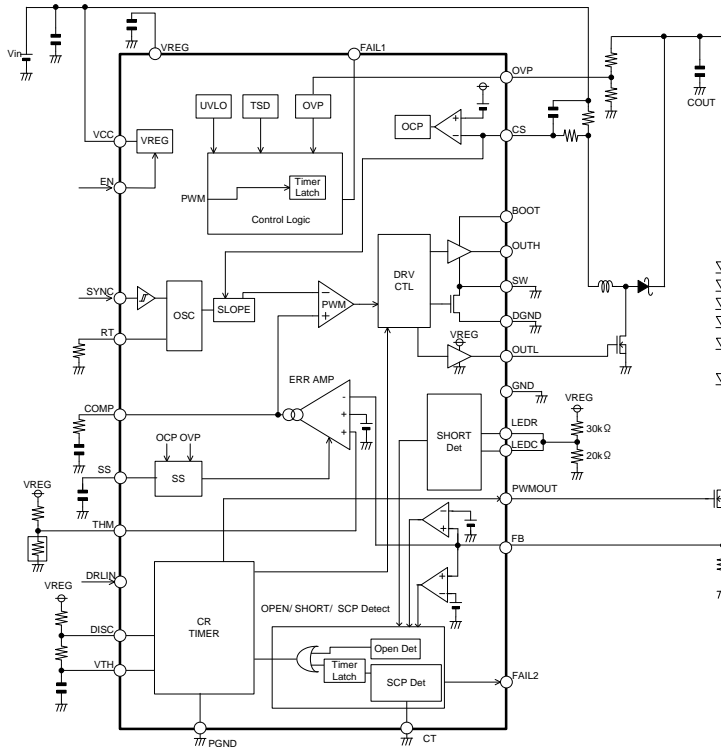 VREG
FAIL1
Vin
OVP
COUT
UVLO
TSD
OVP
OCP
CS
VCC
VREG
EN
PWM
Timer
Latch
Control Logic
BOOT
OUTH
DRV
CTL
SW
SYNC
OSC
SLOPE
PWM
DGND
RT
VREG
OUTL
ERR AMP
GND
VREG
COMP
SHORT
Det
LEDR
30kΩ
LEDC
20kΩ
OCP OVP
SS
SS
VREG
PWMOUT
THM
FB
DRLIN
VREG
CR
TIMER
OPEN/ SHORT/ SCP Detect
DISC
Open Det
Timer
Latch
SCP Det
VTH
FAIL2
PGND
CT